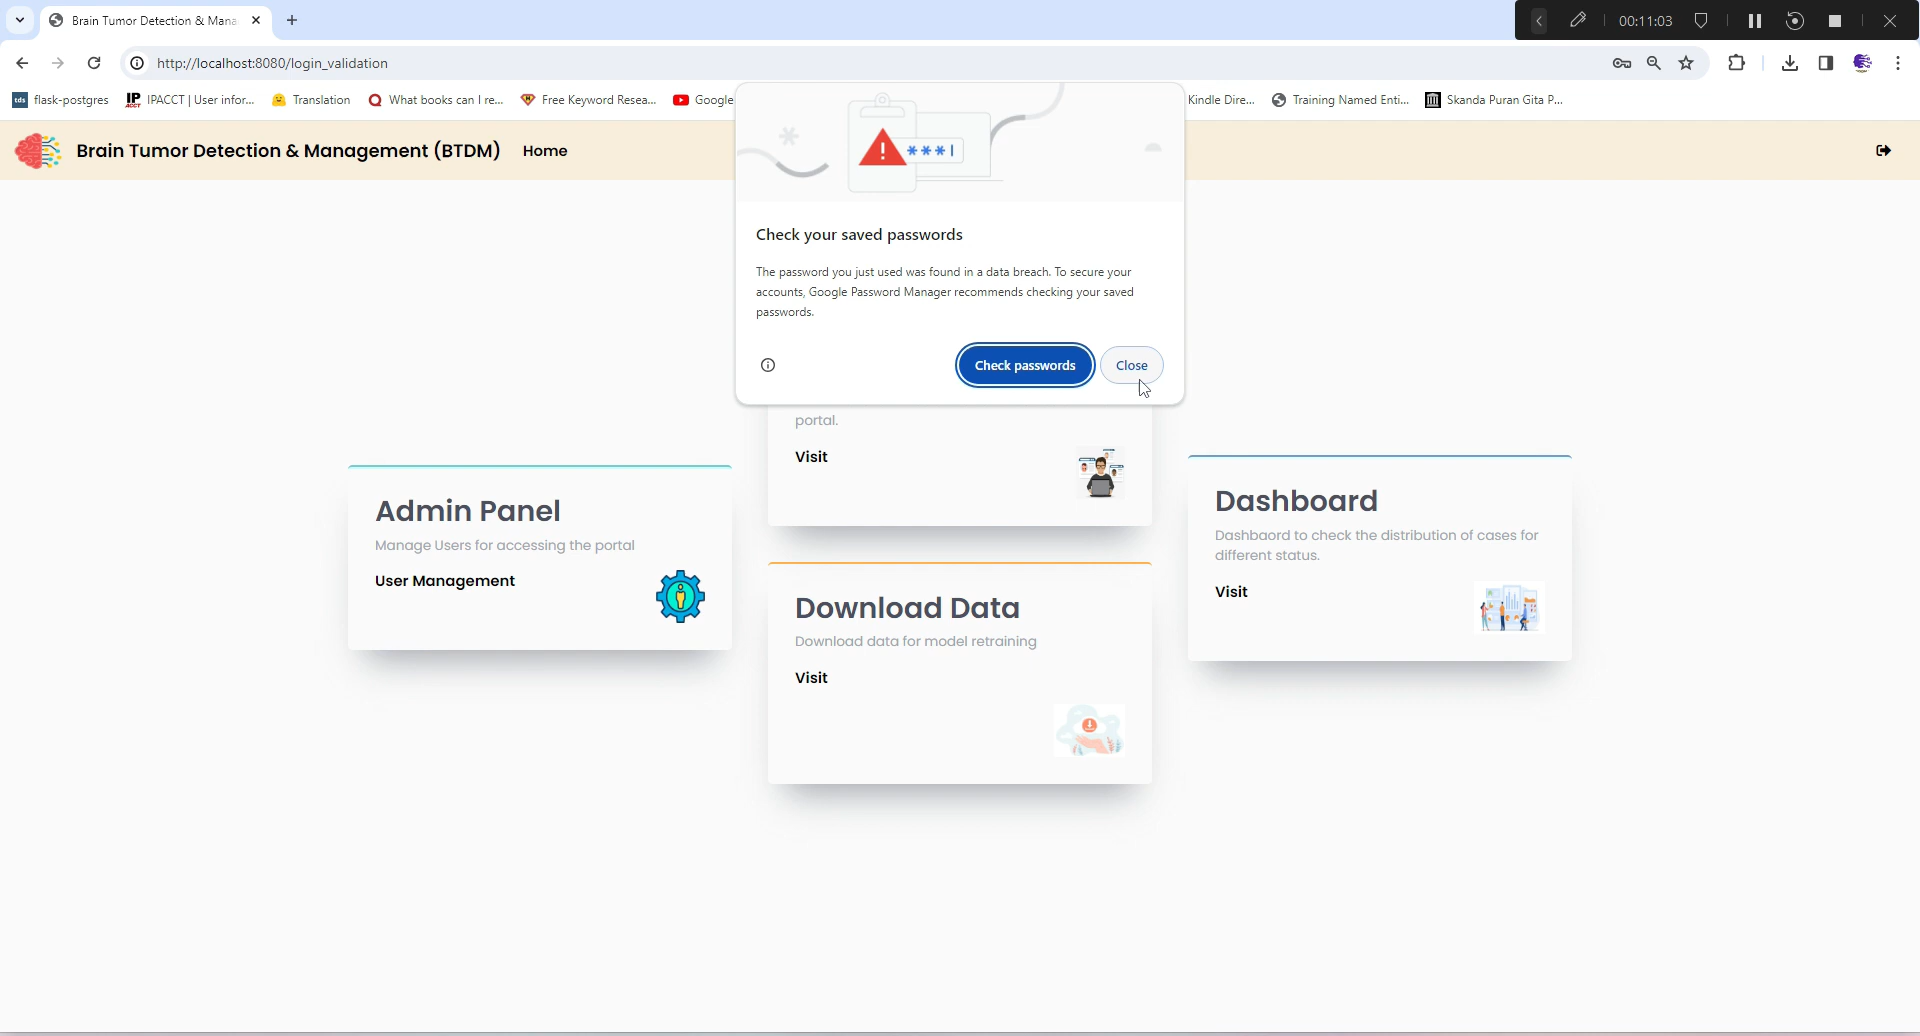 Brain Tumor Detection & Mana
00:11:03
http://localhost:8080/login_validation
tds flask-postgres
IP ACCT IPACCT | User infor...
Translation
What books can I re...
Free Keyword Resea...
Google
Kindle Dire...
Training Named Enti...
Skanda Puran Gita P...
Brain Tumor Detection & Management (BTDM)
Home
***
Check your saved passwords
The password you just used was found in a data breach. To secure your
accounts, Google Password Manager recommends checking your saved
passwords.
Check passwords
Close
portal.
Visit
Admin Panel
Manage Users for accessing the portal
User Management
Download Data
Download data for model retraining
Visit
Dashboard
Dashbaord to check the distribution of cases for
different status.
Visit